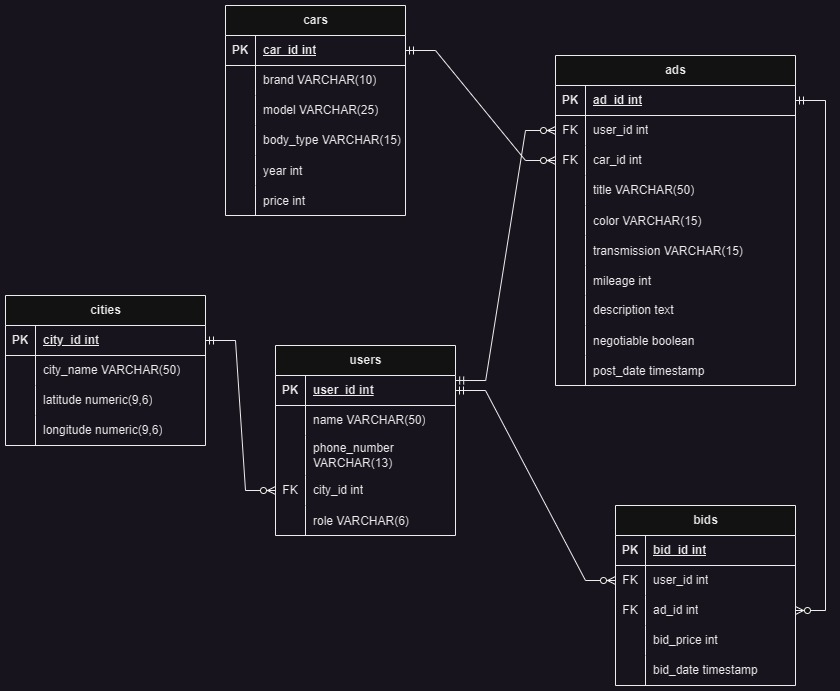 cars
PK car_id int
brand VARCHAR(10)
model VARCHAR(25)
body_type VARCHAR(15)
year int
price int
ads
PK ad_id int
FK user_id int
FK car_id int
title VARCHAR(50)
color VARCHAR(15)
transmission VARCHAR(15)
mileage int
description text
negotiable boolean
post_date timestamp
cities
PK city_id int
city_name VARCHAR(50)
latitude numeric(9,6)
longitude numeric(9,6)
users
PK user_id int
name VARCHAR(50)
phone_number
VARCHAR(13)
FK city_id int
role VARCHAR(6)
bids
PK bid_id int
FK user_id int
FK ad_id int
bid_price int
bid_date timestamp